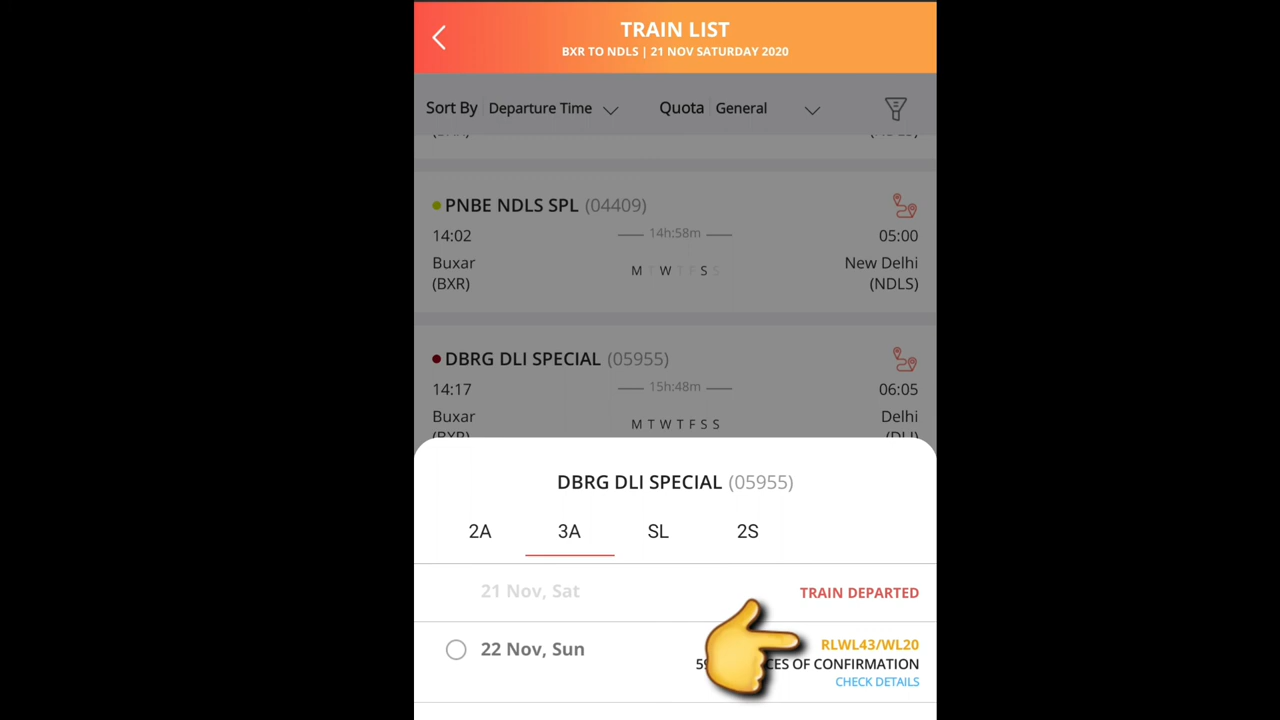 TRAIN LIST
BXR TO NDLS | 21 NOV SATURDAY 2020
Sort By Departure Time Quota General
PNBE NDLS SPL (04409)
14:02 14h:58m 05:00
Buxar M T W T F S S New Delhi
(BXR) (NDLS)
DBRG DLI SPECIAL (05955)
14:17 15h:48m 06:05
Buxar M T W T F S S Delhi
(BXR) (DLI)
DBRG DLI SPECIAL (05955)
2A 3A SL 2S
21 Nov, Sat TRAIN DEPARTED
22 Nov, Sun RLWL43/WL20
OF CONFIRMATION
CHECK DETAILS